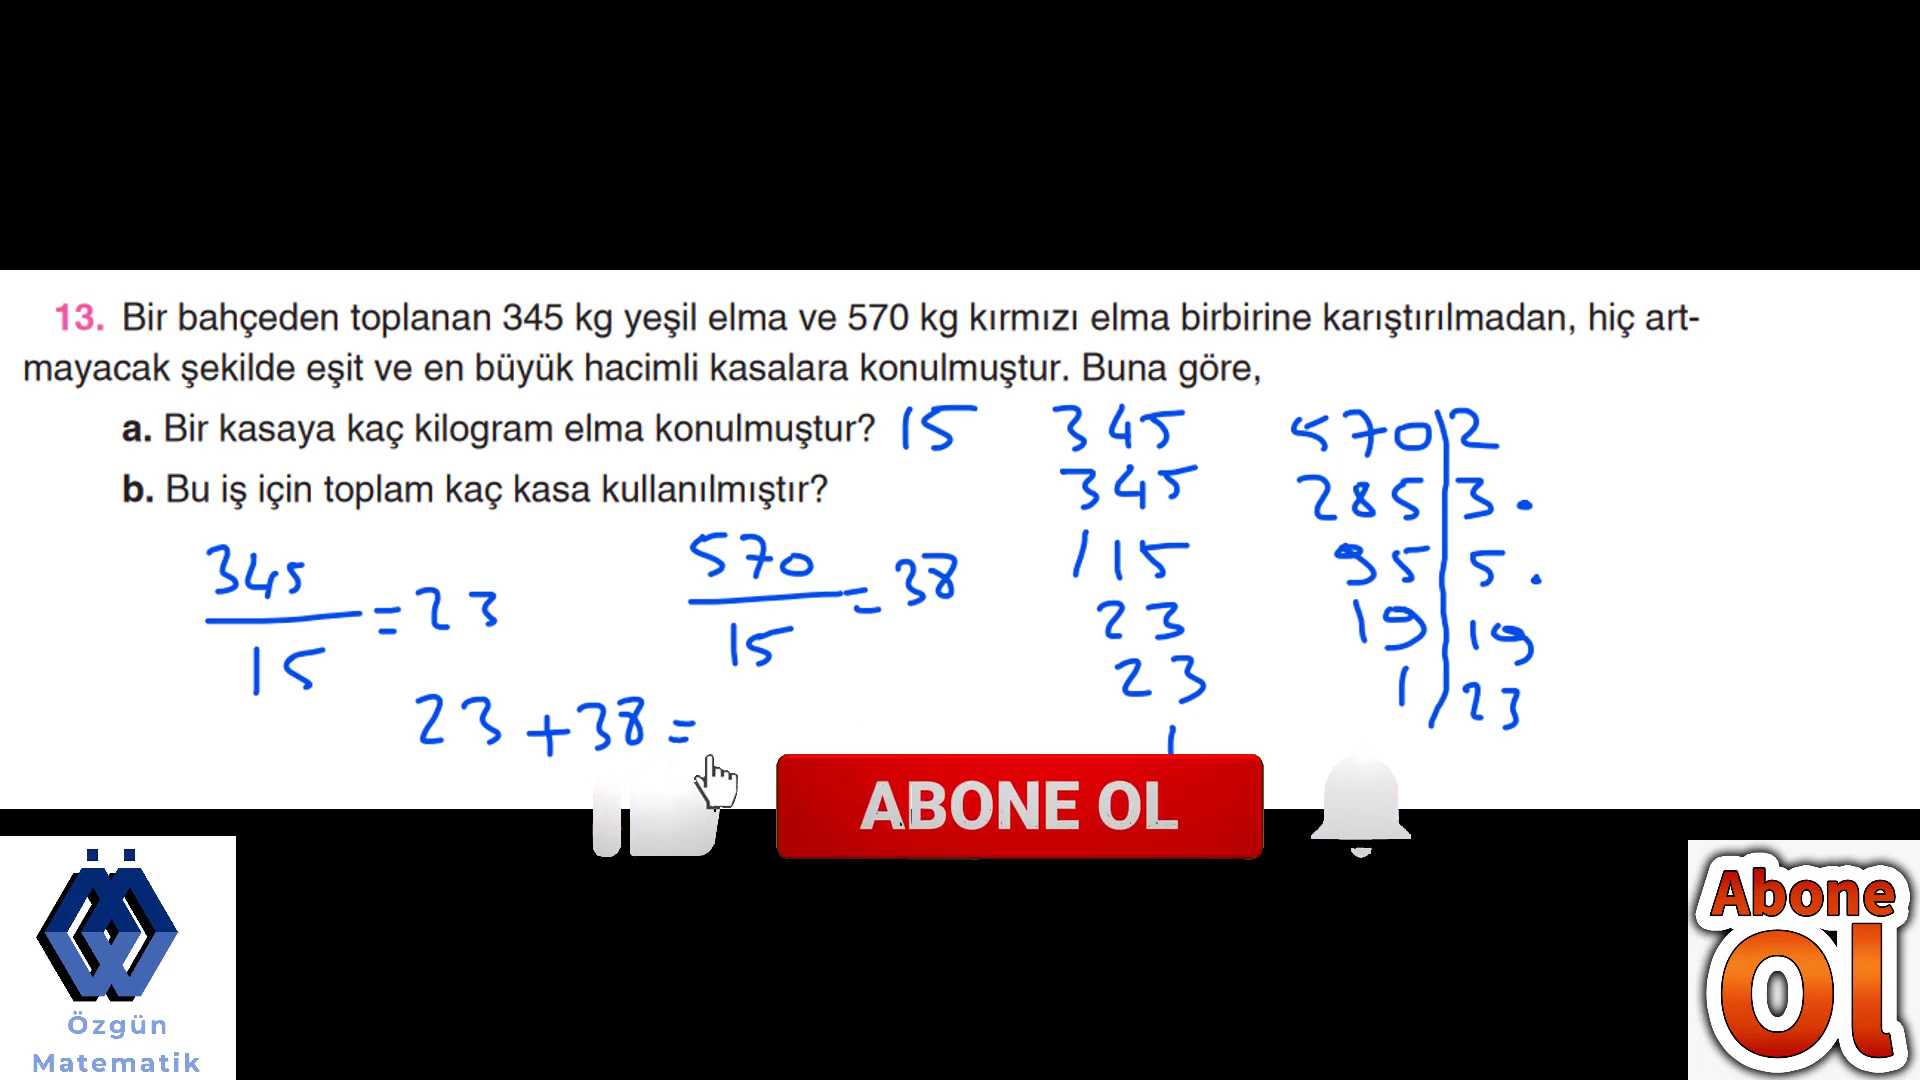 13. Bir bahçeden toplanan 345 kg yeşil elma ve 570 kg kırmızı elma birbirine karıştırılmadan, hiç art-
mayacak şekilde eşit ve en büyük hacimli kasalara konulmuştur. Buna göre,
a. Bir kasaya kaç kilogram elma konulmuştur? 15
b. Bu iş için toplam kaç kasa kullanılmıştır?
345 570 2
345 285 3 .
115 95 5 .
23 19 19
23 1 23
1
345
15
= 23
570
15
= 38
23 + 38 =
ABONE OL
Özgün
Matematik
Abone
Ol